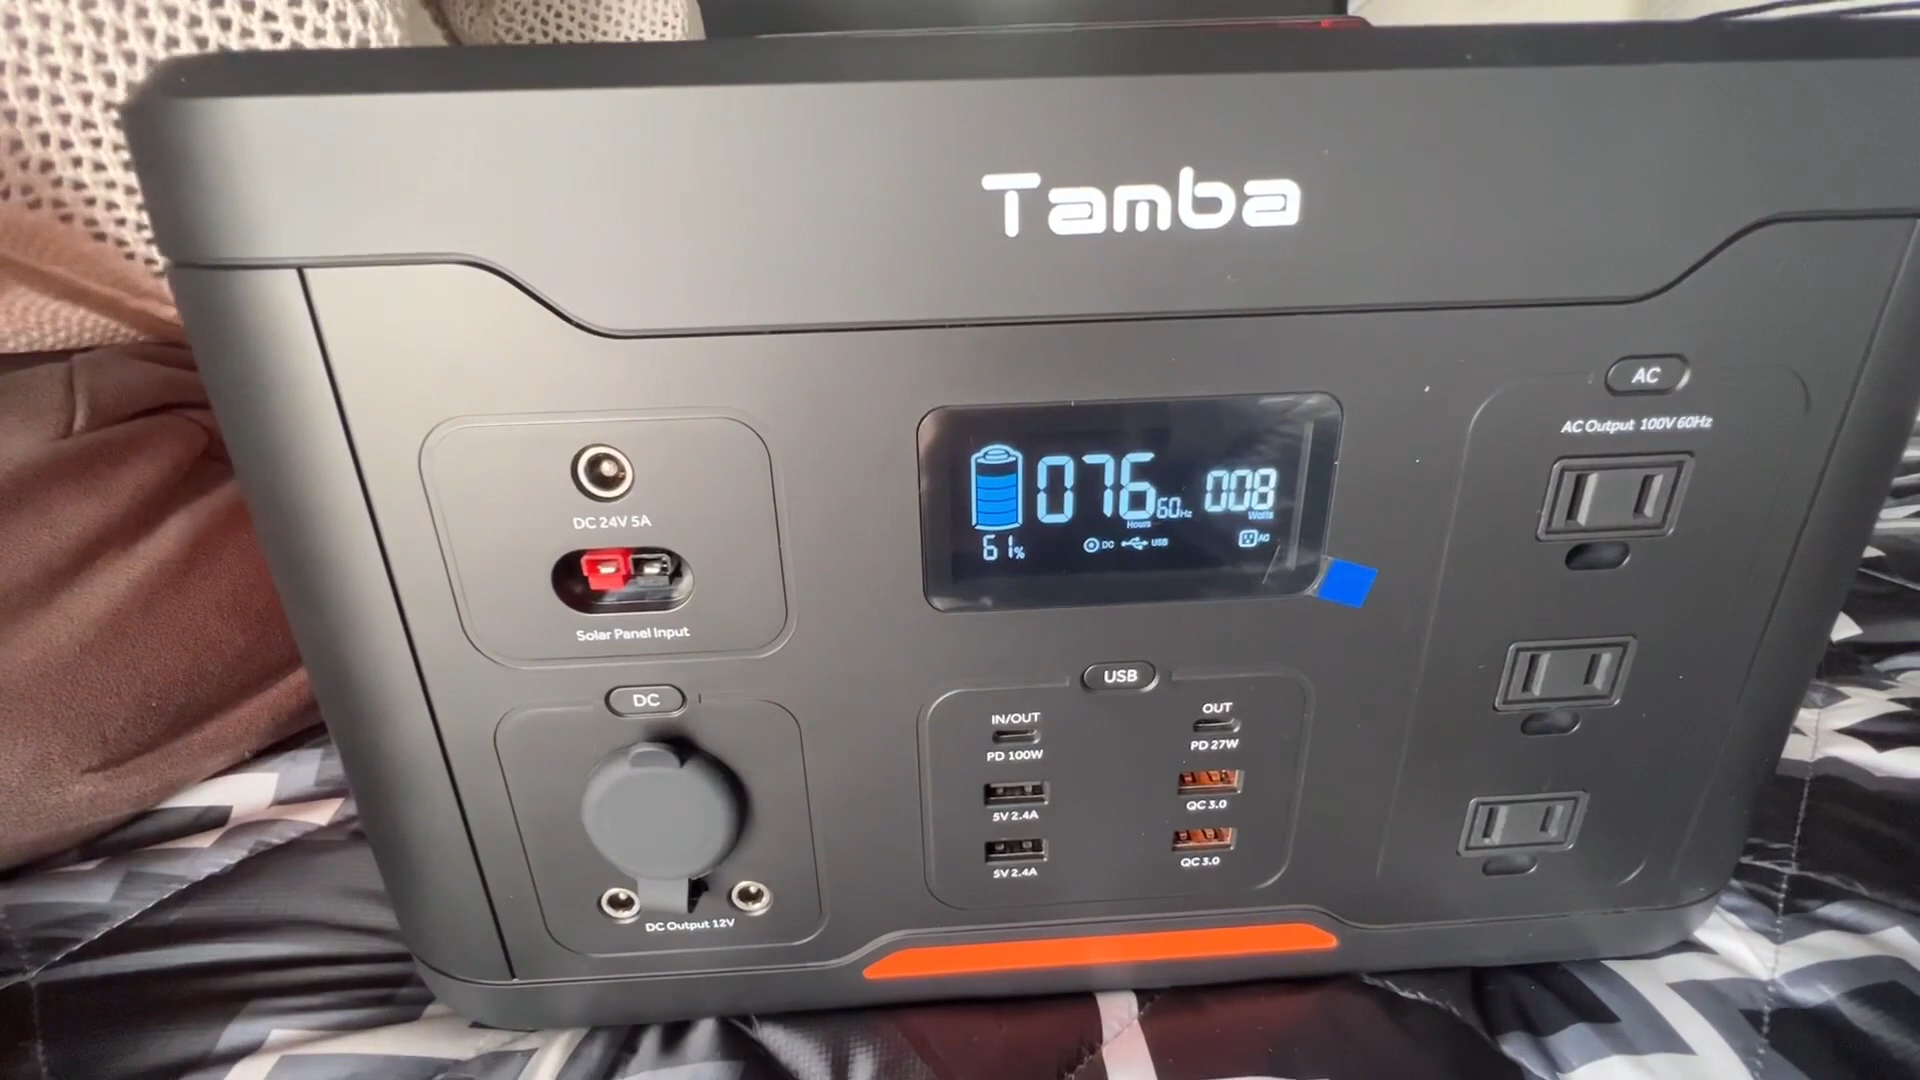 Tamba
AC
AC Output 100V 60Hz
DC 24V 5A
Solar Panel Input
076 Hours 60Hz 008 Watts
61% DC USB AC
DC
DC Output 12V
USB
IN/OUT OUT
PD 100W PD 27W
5V 2.4A QC 3.0
5V 2.4A QC 3.0